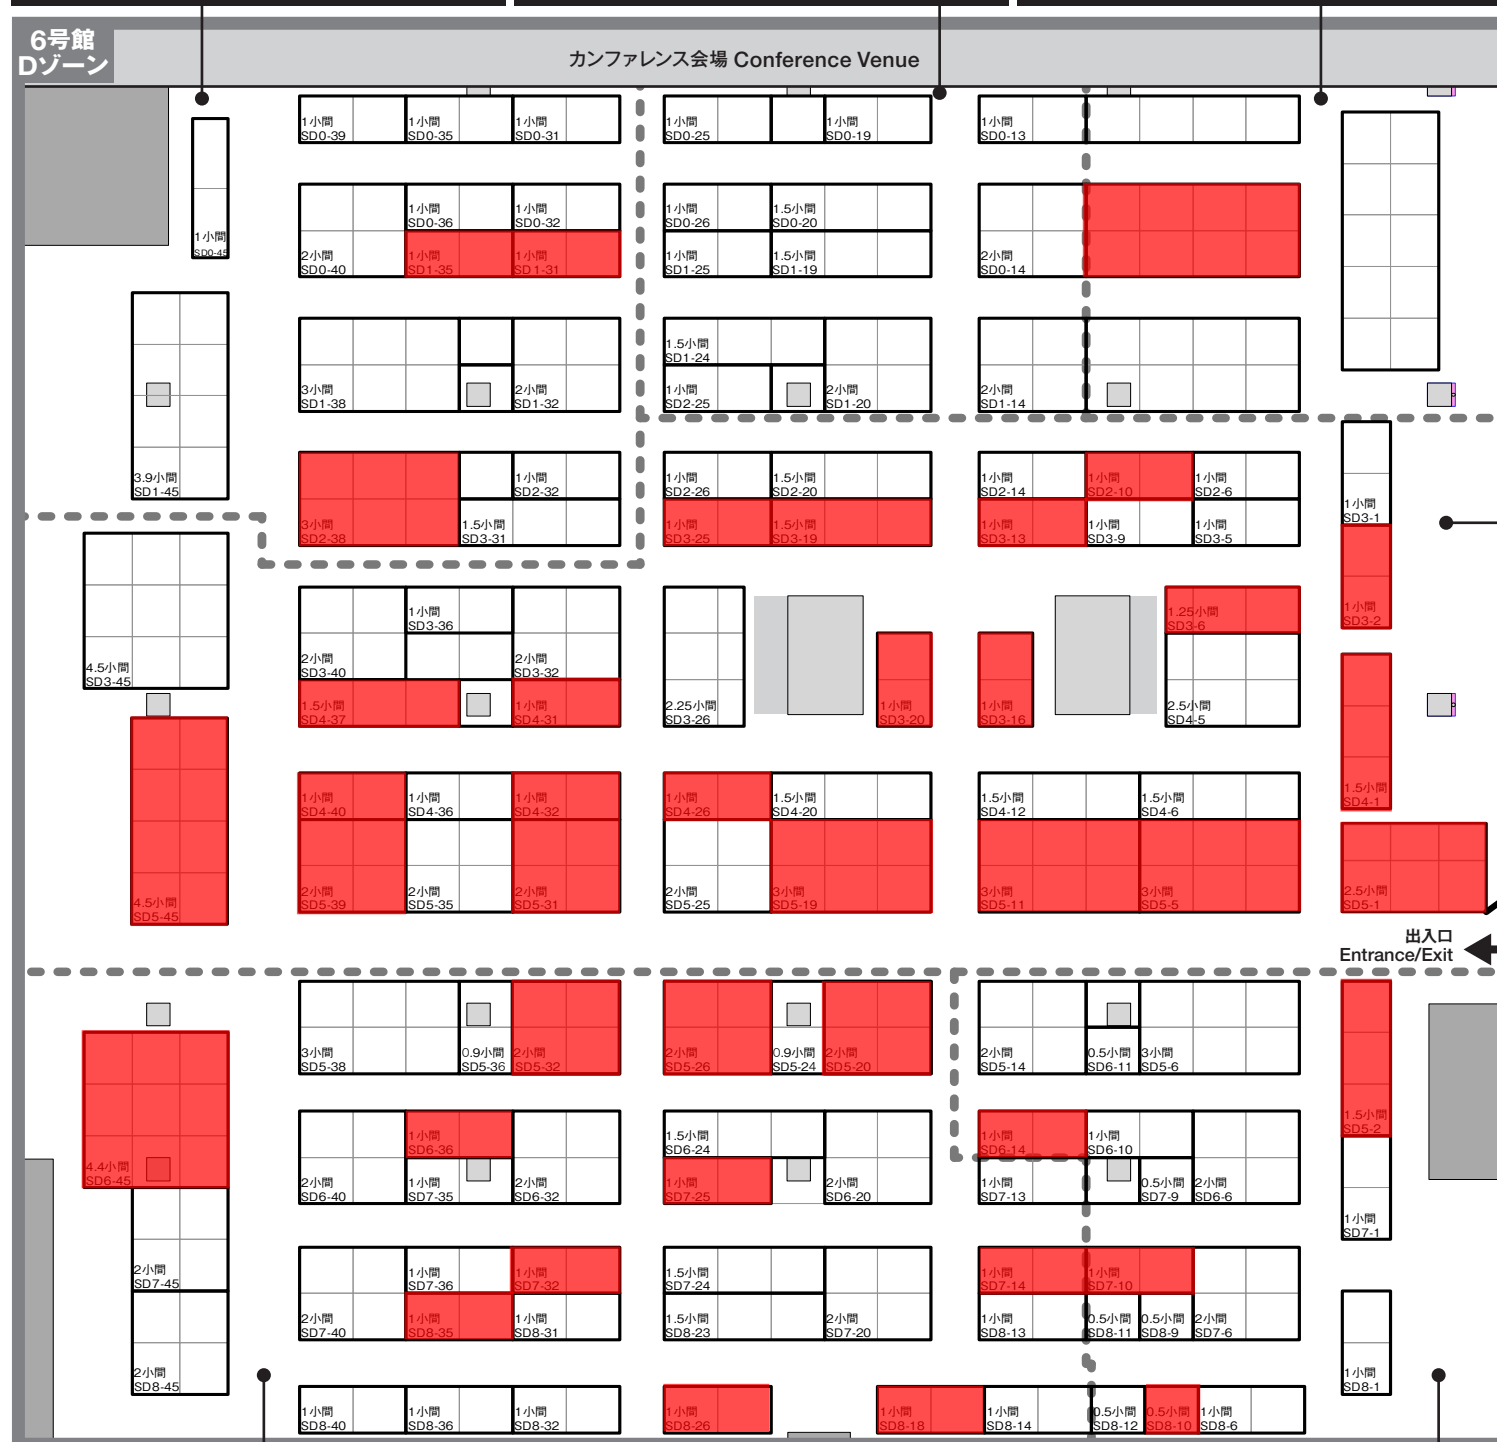 6号館
Dゾーン
カンファレンス会場 Conference Venue
1小間
SD0-39
1小間
SD0-35
1小間
SD0-31
1小間
SD0-25
1小間
SD0-19
1小間
SD0-13
1小間
SD0-45
2小間
SD0-40
1小間
SD0-36
1小間
SD0-32
1小間
SD1-35
1小間
SD1-31
1小間
SD0-26
1.5小間
SD0-20
1小間
SD1-25
1.5小間
SD1-19
2小間
SD0-14
3.9小間
SD1-45
3小間
SD1-38
2小間
SD1-32
1.5小間
SD1-24
1小間
SD2-25
2小間
SD1-20
2小間
SD1-14
3小間
SD2-38
1小間
SD2-32
1.5小間
SD3-31
1小間
SD2-26
1.5小間
SD2-20
1小間
SD3-25
1.5小間
SD3-19
1小間
SD2-14
1小間
SD2-10
1小間
SD2-6
1小間
SD3-13
1小間
SD3-9
1小間
SD3-5
1小間
SD3-1
1小間
SD3-2
4.5小間
SD3-45
2小間
SD3-40
1小間
SD3-36
2小間
SD3-32
1.5小間
SD4-37
1小間
SD4-31
2.25小間
SD3-26
1小間
SD3-20
1小間
SD3-16
1.25小間
SD3-6
2.5小間
SD4-5
1.5小間
SD4-1
4.5小間
SD5-45
1小間
SD4-40
1小間
SD4-36
1小間
SD4-32
2小間
SD5-39
2小間
SD5-35
2小間
SD5-31
1小間
SD4-26
1.5小間
SD4-20
2小間
SD5-25
3小間
SD5-19
1.5小間
SD4-12
1.5小間
SD4-6
3小間
SD5-11
3小間
SD5-5
2.5小間
SD5-1
出入口
Entrance/Exit
4.4小間
SD6-45
3小間
SD5-38
0.9小間
SD5-36
2小間
SD5-32
2小間
SD5-26
0.9小間
SD5-24
2小間
SD5-20
2小間
SD5-14
0.5小間
SD6-11
3小間
SD5-6
1.5小間
SD5-2
2小間
SD6-40
1小間
SD6-36
1小間
SD7-35
2小間
SD6-32
1.5小間
SD6-24
1小間
SD7-25
2小間
SD6-20
1小間
SD6-14
1小間
SD6-10
1小間
SD7-13
0.5小間
SD7-9
2小間
SD6-6
1小間
SD7-1
2小間
SD7-45
2小間
SD7-40
1小間
SD7-36
1小間
SD7-32
1小間
SD8-35
1小間
SD8-31
1.5小間
SD7-24
1.5小間
SD8-23
2小間
SD7-20
1小間
SD7-14
1小間
SD7-10
1小間
SD8-13
0.5小間
SD8-11
0.5小間
SD8-9
2小間
SD7-6
2小間
SD8-45
1小間
SD8-1
1小間
SD8-40
1小間
SD8-36
1小間
SD8-32
1小間
SD8-26
1小間
SD8-18
1小間
SD8-14
0.5小間
SD8-12
0.5小間
SD8-10
1小間
SD8-6